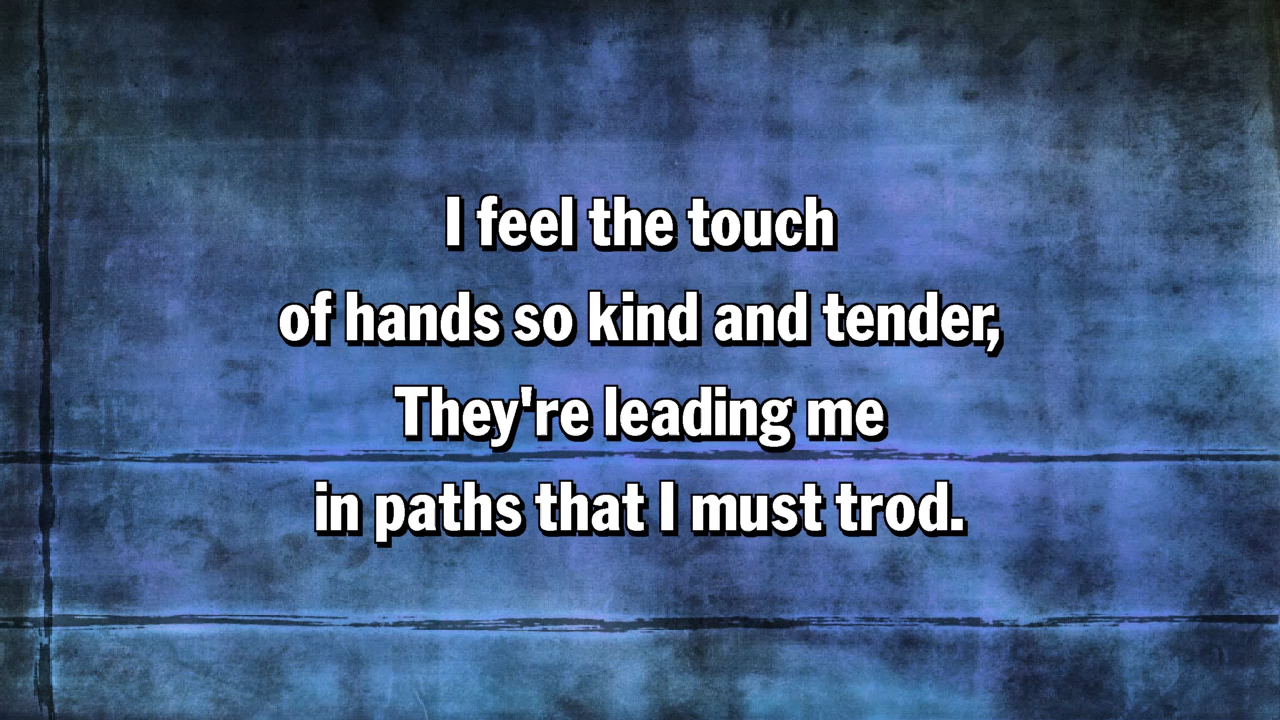 I feel the touch
of hands so kind and tender,
They're leading me
in paths that I must trod.